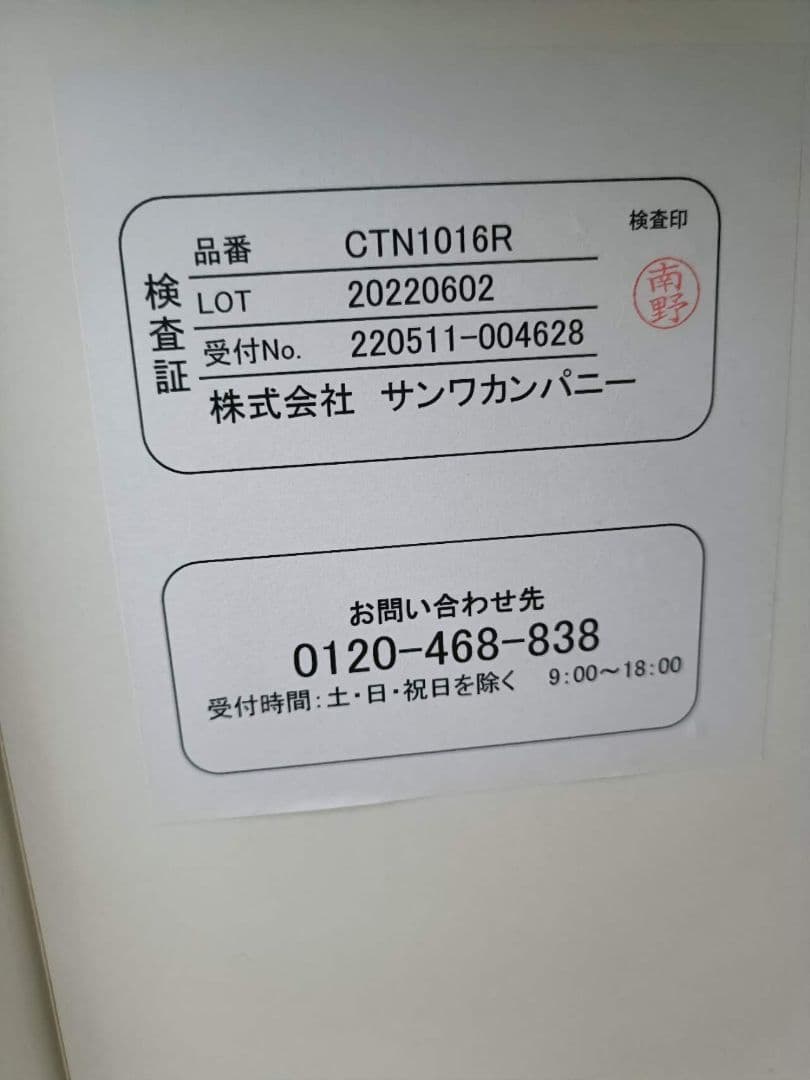 検査証
品番 CTN1016R
LOT 20220602
受付No. 220511-004628
株式会社 サンワカンパニー
検査印
南野
お問い合わせ先
0120-468-838
受付時間:土・日・祝日を除く 9:00～18:00